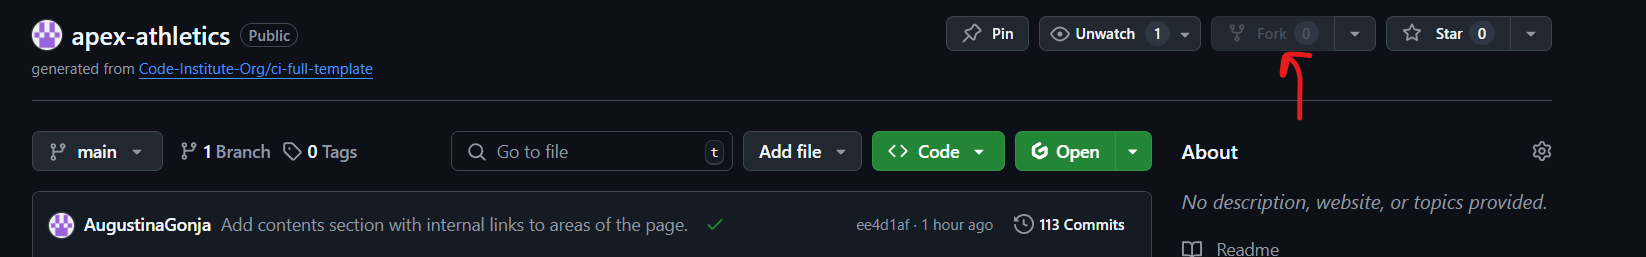 apex-athletics Public
Pin
Unwatch 1
Fork 0
Star 0
generated from Code-Institute-Org/ci-full-template
main
1 Branch
0 Tags
Go to file t
Add file
Code
Open
About
No description, website, or topics provided.
AugustinaGonja Add contents section with internal links to areas of the page.
ee4d1af · 1 hour ago
113 Commits
Readme